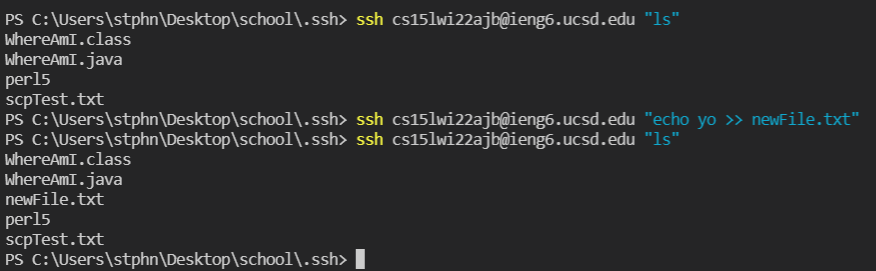 PS C:\Users\stphn\Desktop\school\.ssh> ssh cs15lwi22ajb@ieng6.ucsd.edu "ls"
WhereAmI.class
WhereAmI.java
perl5
scpTest.txt
PS C:\Users\stphn\Desktop\school\.ssh> ssh cs15lwi22ajb@ieng6.ucsd.edu "echo yo >> newFile.txt"
PS C:\Users\stphn\Desktop\school\.ssh> ssh cs15lwi22ajb@ieng6.ucsd.edu "ls"
WhereAmI.class
WhereAmI.java
newFile.txt
perl5
scpTest.txt
PS C:\Users\stphn\Desktop\school\.ssh>